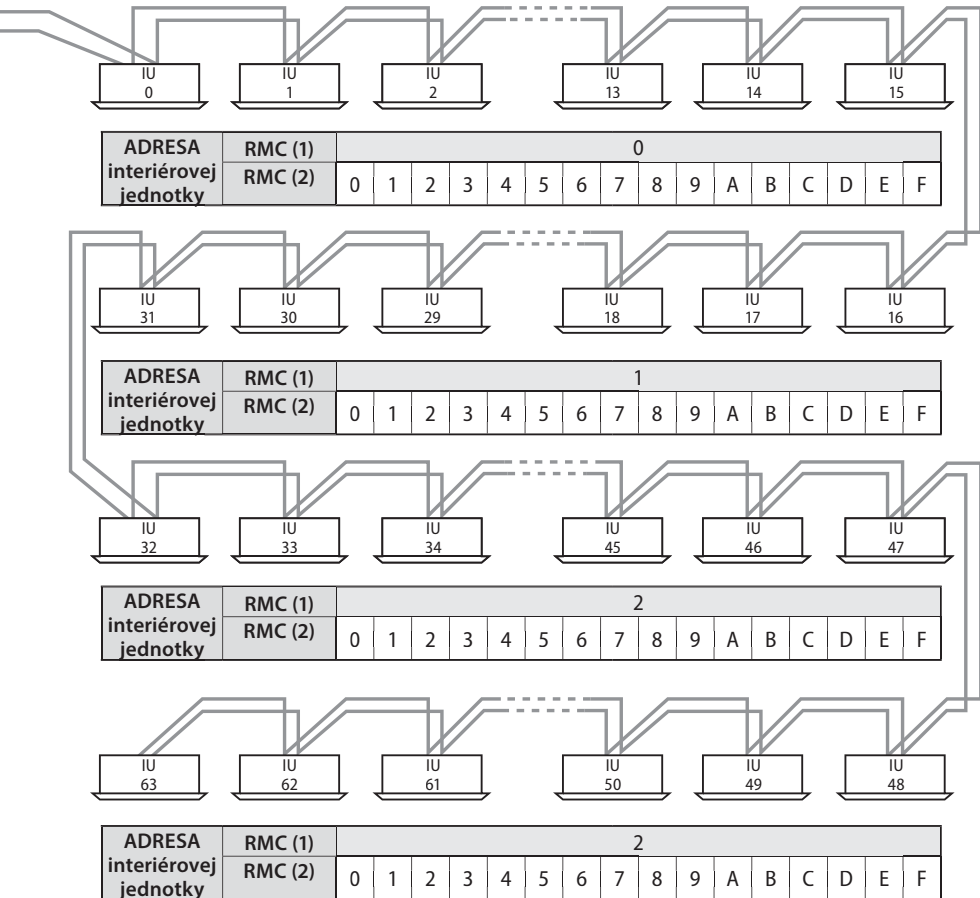 IU IU IU IU IU IU
0 1 2 13 14 15
ADRESA interiérovej jednotky RMC (1) 0
RMC (2) 0 1 2 3 4 5 6 7 8 9 A B C D E F
IU IU IU IU IU IU
31 30 29 18 17 16
ADRESA interiérovej jednotky RMC (1) 1
RMC (2) 0 1 2 3 4 5 6 7 8 9 A B C D E F
IU IU IU IU IU IU
32 33 34 45 46 47
ADRESA interiérovej jednotky RMC (1) 2
RMC (2) 0 1 2 3 4 5 6 7 8 9 A B C D E F
IU IU IU IU IU IU
63 62 61 50 49 48
ADRESA interiérovej jednotky RMC (1) 2
RMC (2) 0 1 2 3 4 5 6 7 8 9 A B C D E F